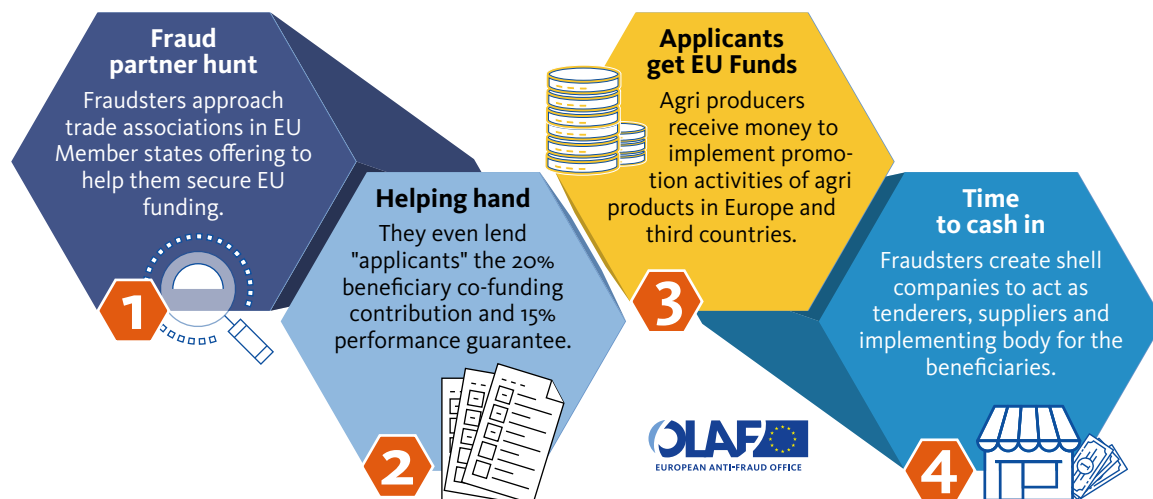 Fraud
partner hunt
Fraudsters approach
trade associations in EU
Member states offering to
help them secure EU
funding.
1
Helping hand
They even lend
"applicants" the 20%
beneficiary co-funding
contribution and 15%
performance guarantee.
2
Applicants
get EU Funds
Agri producers
receive money to
implement promo-
tion activities of agri
products in Europe and
third countries.
3
Time
to cash in
Fraudsters create shell
companies to act as
tenderers, suppliers and
implementing body for the
beneficiaries.
4
OLAF
EUROPEAN ANTI-FRAUD OFFICE